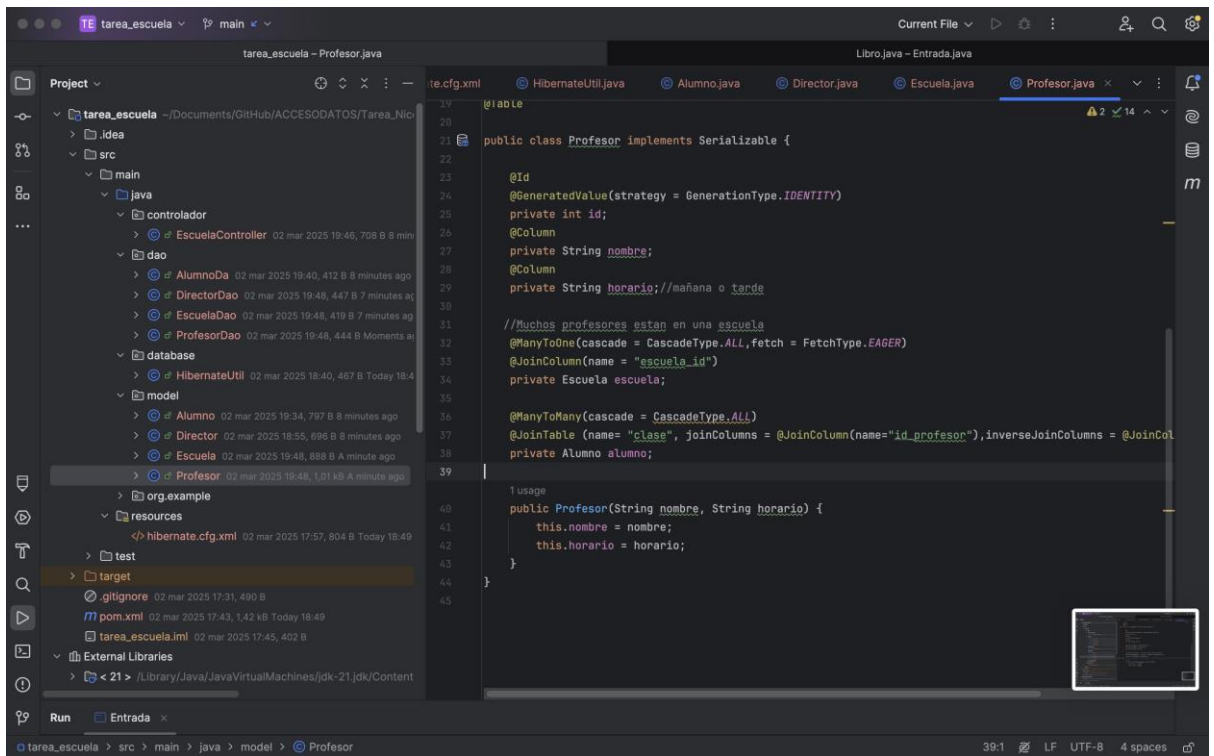 TE tarea_escuela main Current File
tarea_escuela – Profesor.java Libro.java – Entrada.java
Project te.cfg.xml HibernateUtil.java Alumno.java Director.java Escuela.java Profesor.java
tarea_escuela ~/Documents/GitHub/ACCESODATOS/Tarea_Nic
.idea
src
main
java
controlador
EscuelaController 02 mar 2025 19:46, 708 B 8 min
dao
AlumnoDa 02 mar 2025 19:40, 412 B 8 minutes ago
DirectorDao 02 mar 2025 19:48, 447 B 7 minutes ag
EscuelaDao 02 mar 2025 19:48, 419 B 7 minutes ag
ProfesorDao 02 mar 2025 19:48, 444 B Moments a
database
HibernateUtil 02 mar 2025 18:40, 467 B Today 18:4
model
Alumno 02 mar 2025 19:34, 797 B 8 minutes ago
Director 02 mar 2025 18:55, 696 B 8 minutes ago
Escuela 02 mar 2025 19:48, 888 B A minute ago
Profesor 02 mar 2025 19:48, 1,01 kB A minute ago
org.example
resources
hibernate.cfg.xml 02 mar 2025 17:57, 804 B Today 18:49
test
target
.gitignore 02 mar 2025 17:31, 490 B
pom.xml 02 mar 2025 17:43, 1,42 kB Today 18:49
tarea_escuela.iml 02 mar 2025 17:45, 402 B
External Libraries
< 21 > /Library/Java/JavaVirtualMachines/jdk-21.jdk/Content
2 14
19 @Table
20
21 public class Profesor implements Serializable {
22
23 @Id
24 @GeneratedValue(strategy = GenerationType.IDENTITY)
25 private int id;
26 @Column
27 private String nombre;
28 @Column
29 private String horario;//mañana o tarde
30
31 //Muchos profesores estan en una escuela
32 @ManyToOne(cascade = CascadeType.ALL,fetch = FetchType.EAGER)
33 @JoinColumn(name = "escuela_id")
34 private Escuela escuela;
35
36 @ManyToMany(cascade = CascadeType.ALL)
37 @JoinTable (name= "clase", joinColumns = @JoinColumn(name="id_profesor"),inverseJoinColumns = @JoinCol
38 private Alumno alumno;
39
1 usage
40 public Profesor(String nombre, String horario) {
41 this.nombre = nombre;
42 this.horario = horario;
43 }
44 }
45
Run Entrada
tarea_escuela > src > main > java > model > Profesor 39:1 LF UTF-8 4 spaces